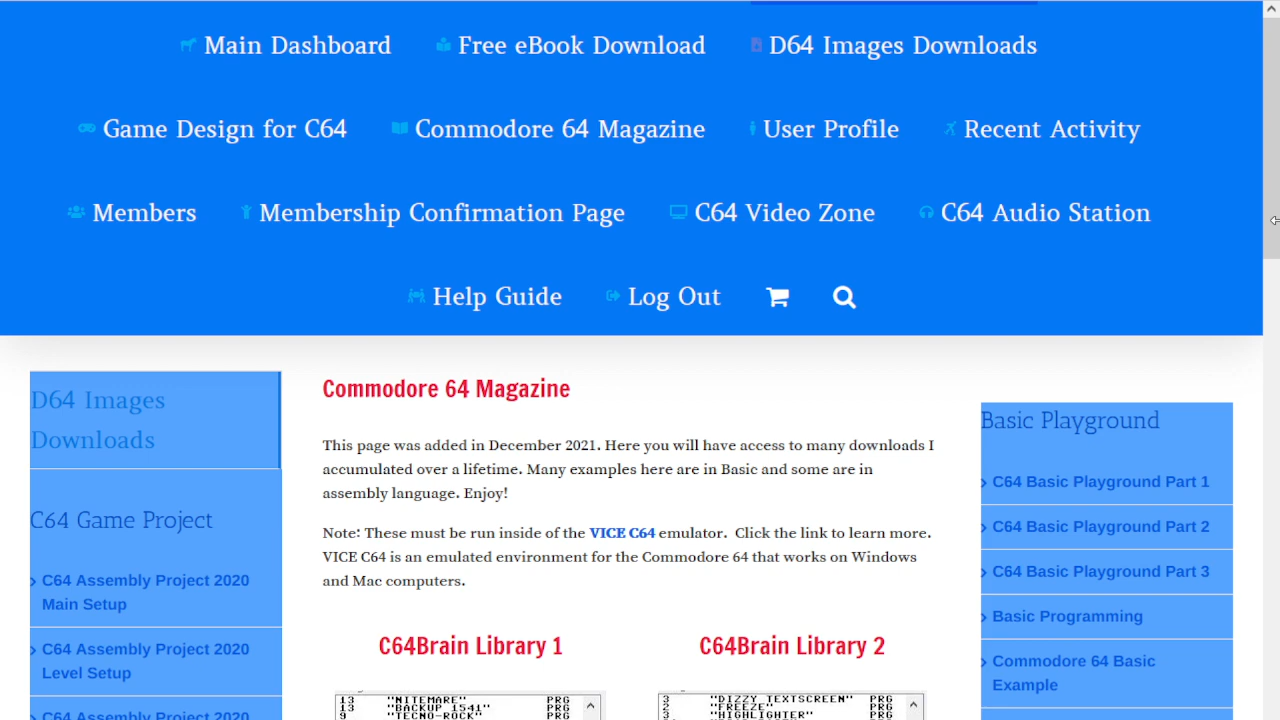 Main Dashboard Free eBook Download D64 Images Downloads
Game Design for C64 Commodore 64 Magazine User Profile Recent Activity
Members Membership Confirmation Page C64 Video Zone C64 Audio Station
Help Guide Log Out
D64 Images
Downloads
C64 Game Project
C64 Assembly Project 2020
Main Setup
C64 Assembly Project 2020
Level Setup
C64 Assembly Project 2020
Commodore 64 Magazine
This page was added in December 2021. Here you will have access to many downloads I
accumulated over a lifetime. Many examples here are in Basic and some are in
assembly language. Enjoy!
Note: These must be run inside of the VICE C64 emulator. Click the link to learn more.
VICE C64 is an emulated environment for the Commodore 64 that works on Windows
and Mac computers.
C64Brain Library 1
13 "NITEMARE" PRG
13 "BACKUP 1541" PRG
9 "TECNO-ROCK" PRG
C64Brain Library 2
3 "DIZZY TEXTSCREEN" PRG
2 "FREEZE" PRG
3 "HIGHLIGHTER" PRG
Basic Playground
C64 Basic Playground Part 1
C64 Basic Playground Part 2
C64 Basic Playground Part 3
Basic Programming
Commodore 64 Basic
Example